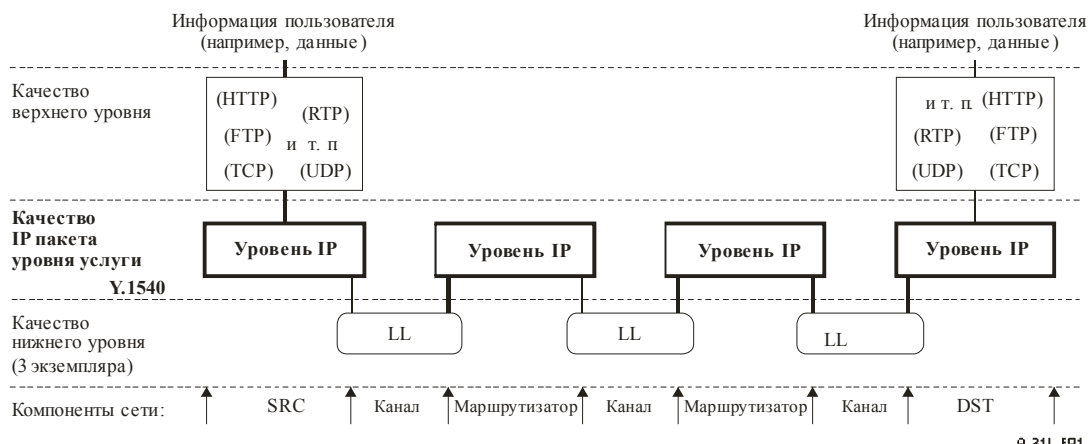 Информация пользователя
(например, данные)
Информация пользователя
(например, данные)
Качество
верхнего уровня
(HTTP)
(RTP)
(FTP)
и т. п
(TCP)
(UDP)
и т. п
(HTTP)
(RTP)
(FTP)
(UDP)
(TCP)
Качество
IP пакета
уровня услуги
Y.1540
Уровень IP
Уровень IP
Уровень IP
Уровень IP
Качество
нижнего уровня
(3 экземпляра)
LL
LL
LL
Компоненты сети:
SRC
Канал
Маршрутизатор
Канал
Маршрутизатор
Канал
DST